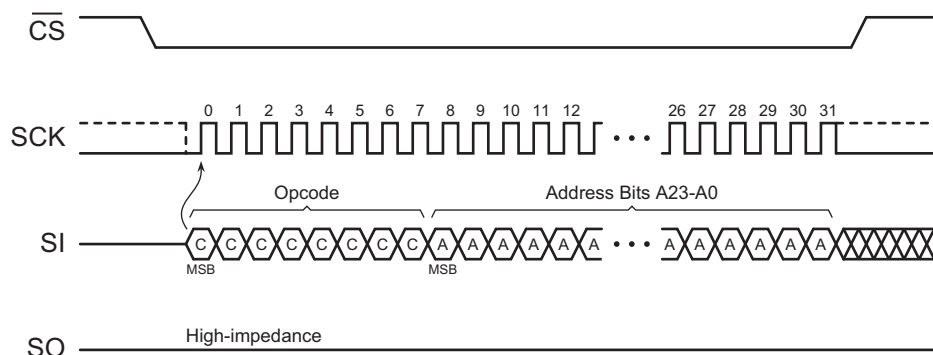 CS
0 1 2 3 4 5 6 7 8 9 10 11 12 26 27 28 29 30 31
SCK
Opcode Address Bits A23-A0
SI C C C C C C C C A A A A A A • • • A A A A A A
MSB MSB
High-impedance
SO